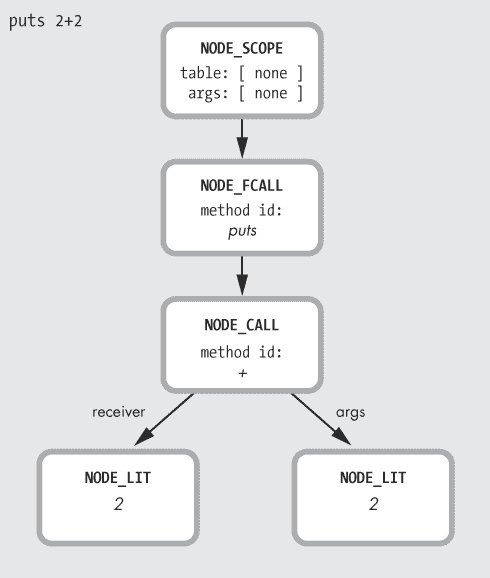 puts 2+2
NODE_SCOPE
table: [ none ]
args: [ none ]
NODE_FCALL
method id:
puts
NODE_CALL
method id:
+
receiver
args
NODE_LIT
2
NODE_LIT
2